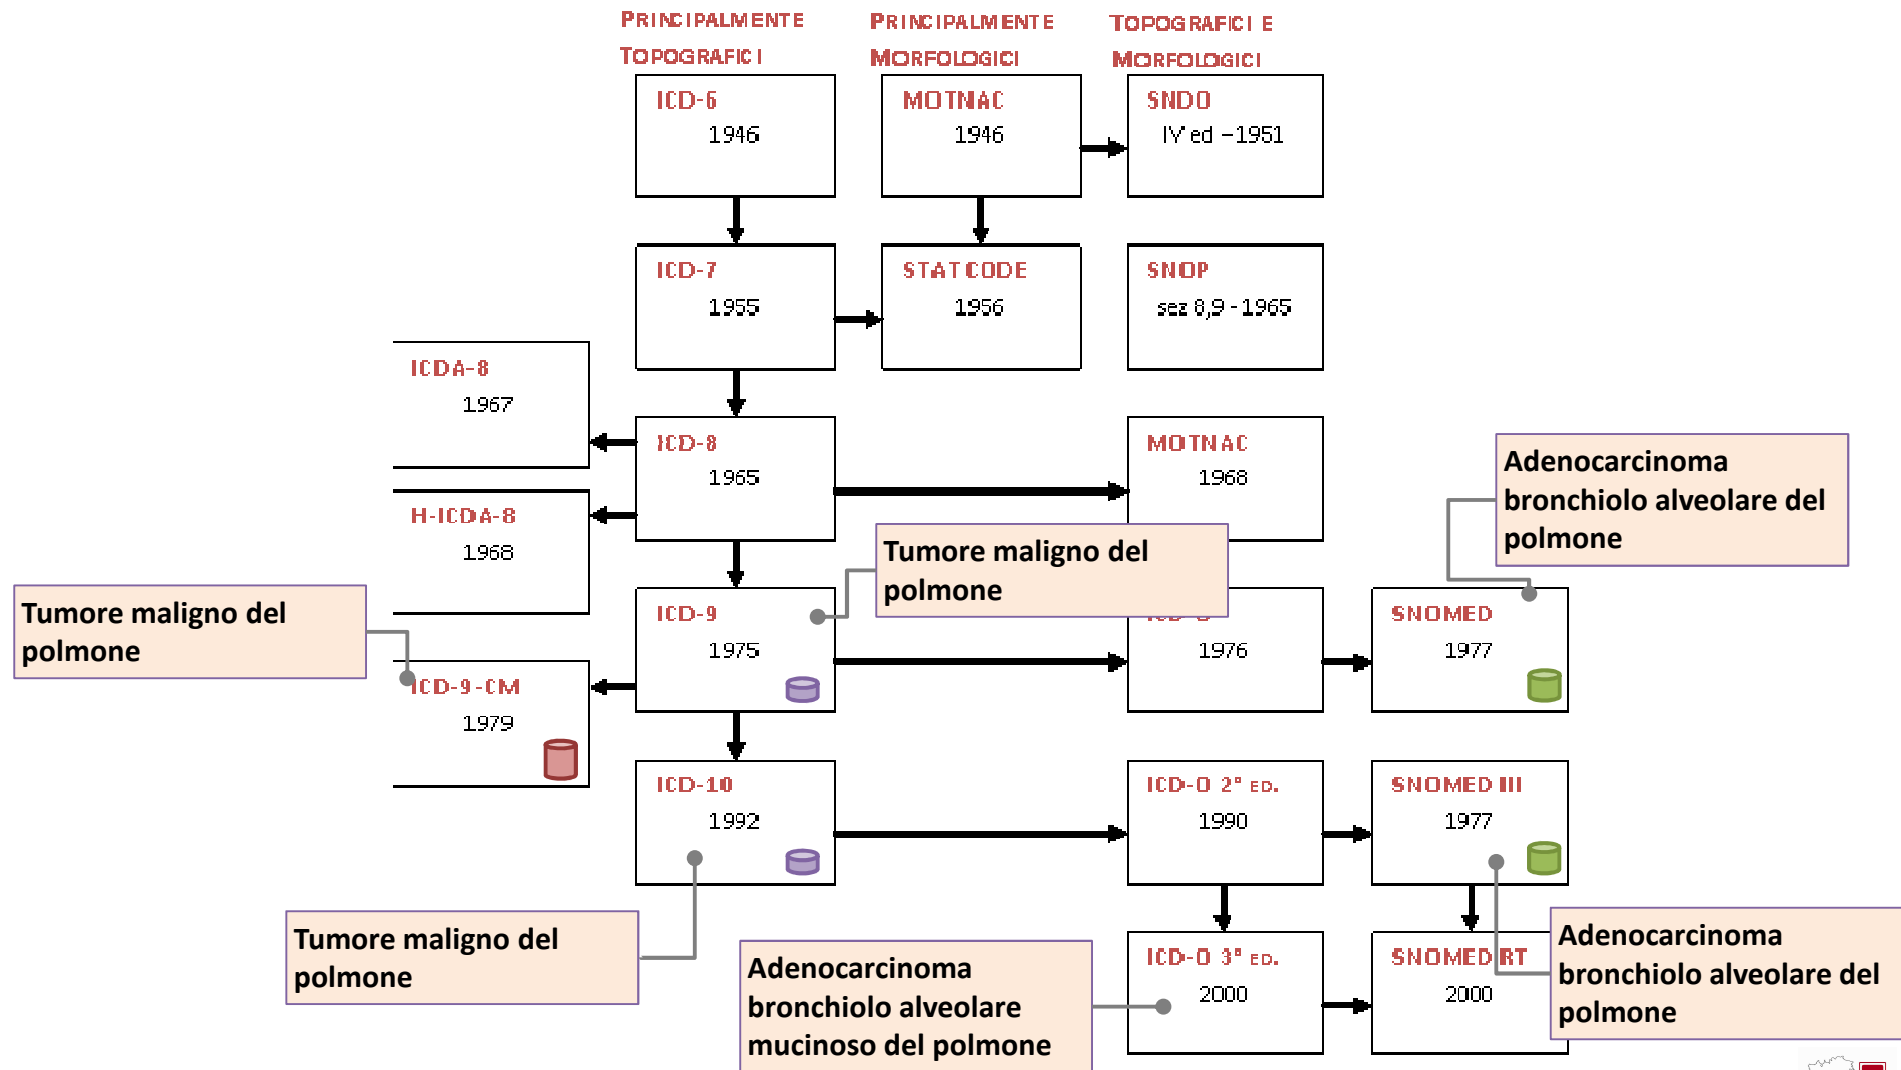 PRINCIPALMENTE
TOPOGRAFICI
PRINCIPALMENTE
MORFOLOGICI
TOPOGRAFICI E
MORFOLOGICI
ICD-6
1946
MOTNAC
1946
SNDO
IV ed – 1951
ICD-7
1955
STAT CODE
1956
SNOP
sez 8,9 - 1965
ICDA-8
1967
ICD-8
1965
MOTNAC
1968
H-ICDA-8
1968
Adenocarcinoma
bronchiolo alveolare del
polmone
Tumore maligno del
polmone
Tumore maligno del
polmone
ICD-9
1975
1976
SNOMED
1977
ICD-9-CM
1979
ICD-10
1992
ICD-O 2ª ED.
1990
SNOMED III
1977
Tumore maligno del
polmone
Adenocarcinoma
bronchiolo alveolare
mucinoso del polmone
ICD-O 3ª ED.
2000
SNOMED RT
2000
Adenocarcinoma
bronchiolo alveolare del
polmone